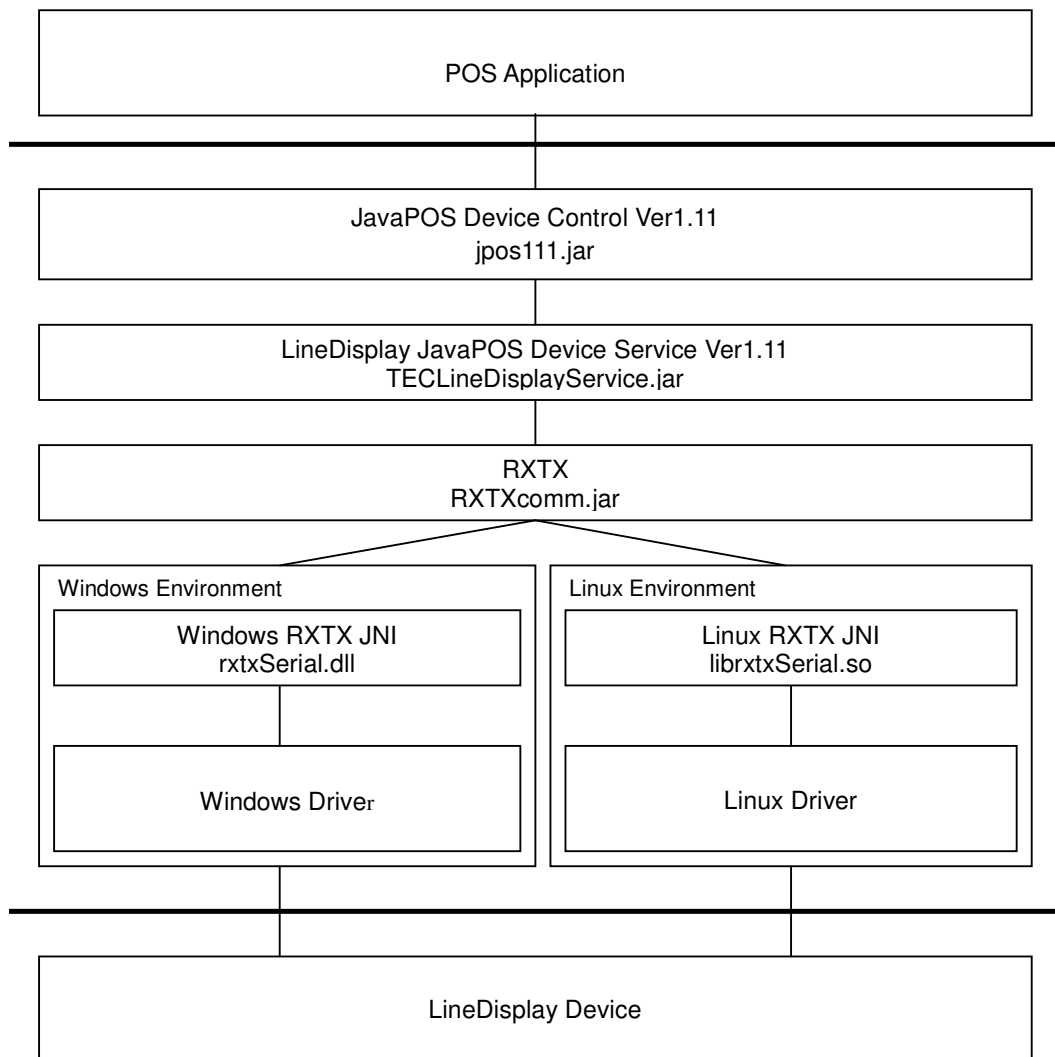 POS Application
JavaPOS Device Control Ver1.11
jpos111.jar
LineDisplay JavaPOS Device Service Ver1.11
TECLineDisplayService.jar
RXTX
RXTXcomm.jar
Windows Environment
Windows RXTX JNI
rxtxSerial.dll
Windows Driver
Linux Environment
Linux RXTX JNI
librxtxSerial.so
Linux Driver
LineDisplay Device